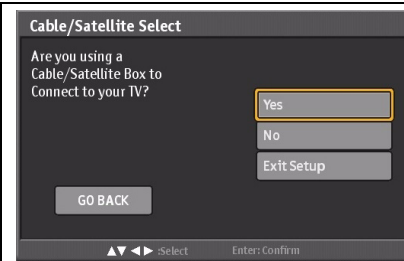 Cable/Satellite Select
Are you using a
Cable/Satellite Box to
Connect to your TV?
Yes
No
Exit Setup
GO BACK
▲▼ ◀▶ :Select Enter: Confirm